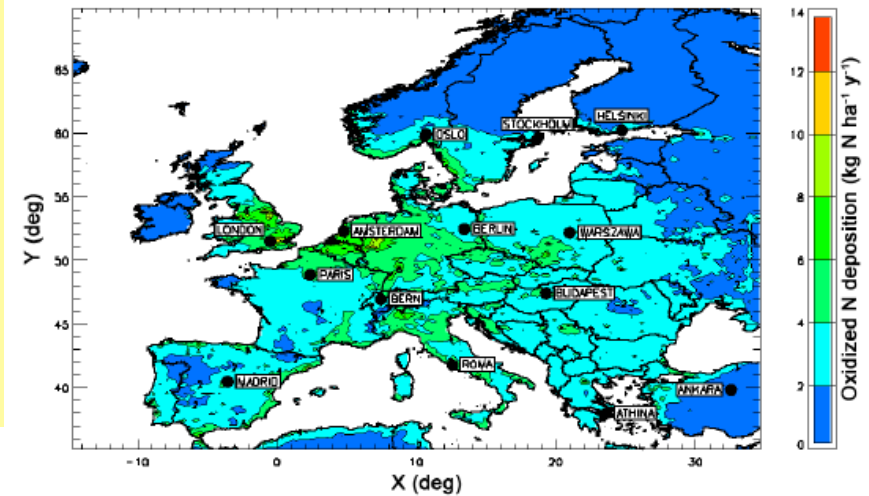 65
60
55
50
45
40
Y (deg)
-10
0
10
20
30
X (deg)
OSLO
STOCKHOLM
HELSINKI
LONDON
AMSTERDAM
BERLIN
WARSZAWA
PARIS
BERN
BUDAPEST
MADRID
ROMA
ANKARA
ATHINA
14
12
10
8
6
4
2
0
Oxidized N deposition (kg N ha⁻¹ y⁻¹)